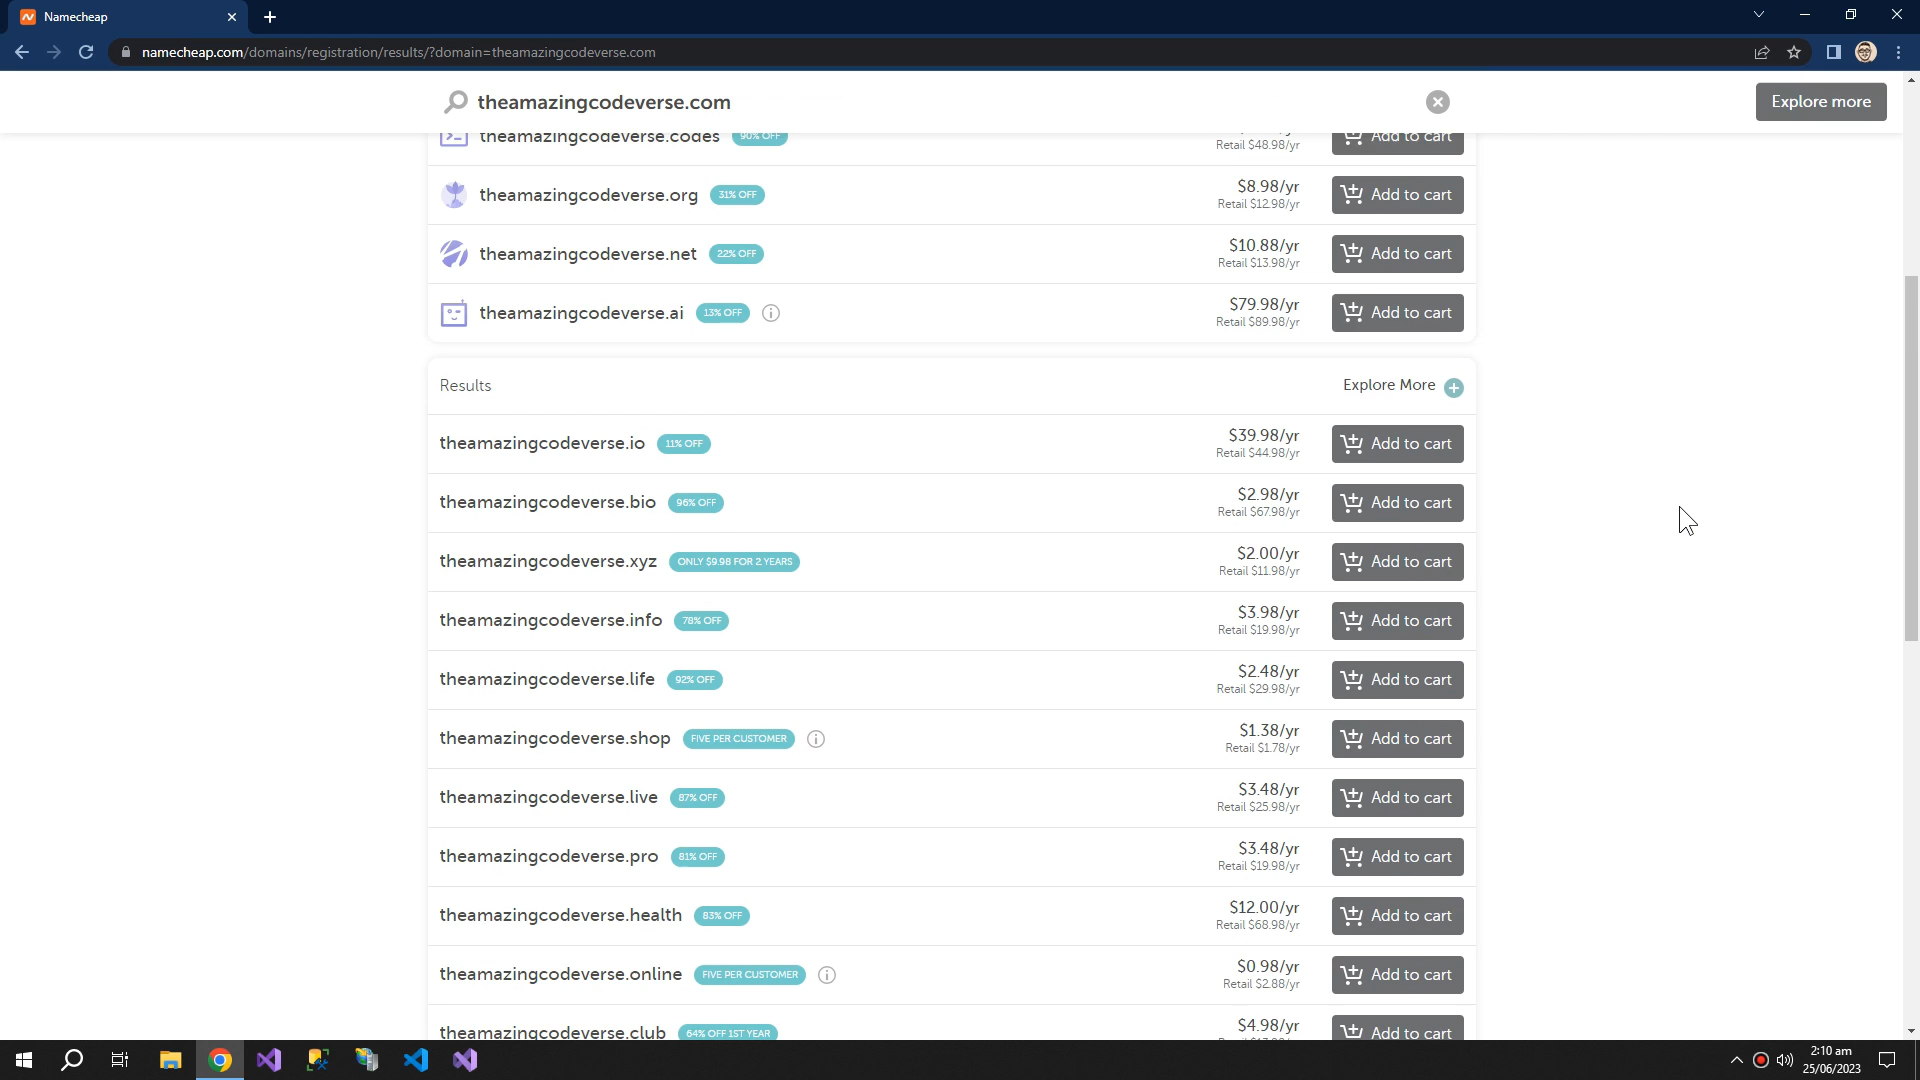 Namecheap
namecheap.com/domains/registration/results/?domain=theamazingcodeverse.com
theamazingcodeverse.com
Explore more
theamazingcodeverse.codes 90% OFF
Retail $48.98/yr
Add to cart
theamazingcodeverse.org 31% OFF
$8.98/yr
Retail $12.98/yr
Add to cart
theamazingcodeverse.net 22% OFF
$10.88/yr
Retail $13.98/yr
Add to cart
theamazingcodeverse.ai 13% OFF
$79.98/yr
Retail $89.98/yr
Add to cart
Results
Explore More
theamazingcodeverse.io 11% OFF
$39.98/yr
Retail $44.98/yr
Add to cart
theamazingcodeverse.bio 96% OFF
$2.98/yr
Retail $67.98/yr
Add to cart
theamazingcodeverse.xyz ONLY $9.98 FOR 2 YEARS
$2.00/yr
Retail $11.98/yr
Add to cart
theamazingcodeverse.info 78% OFF
$3.98/yr
Retail $19.98/yr
Add to cart
theamazingcodeverse.life 92% OFF
$2.48/yr
Retail $29.98/yr
Add to cart
theamazingcodeverse.shop FIVE PER CUSTOMER
$1.38/yr
Retail $1.78/yr
Add to cart
theamazingcodeverse.live 87% OFF
$3.48/yr
Retail $25.98/yr
Add to cart
theamazingcodeverse.pro 81% OFF
$3.48/yr
Retail $19.98/yr
Add to cart
theamazingcodeverse.health 83% OFF
$12.00/yr
Retail $68.98/yr
Add to cart
theamazingcodeverse.online FIVE PER CUSTOMER
$0.98/yr
Retail $2.88/yr
Add to cart
theamazingcodeverse.club 64% OFF 1ST YEAR
$4.98/yr
Add to cart
2:10 am
25/06/2023